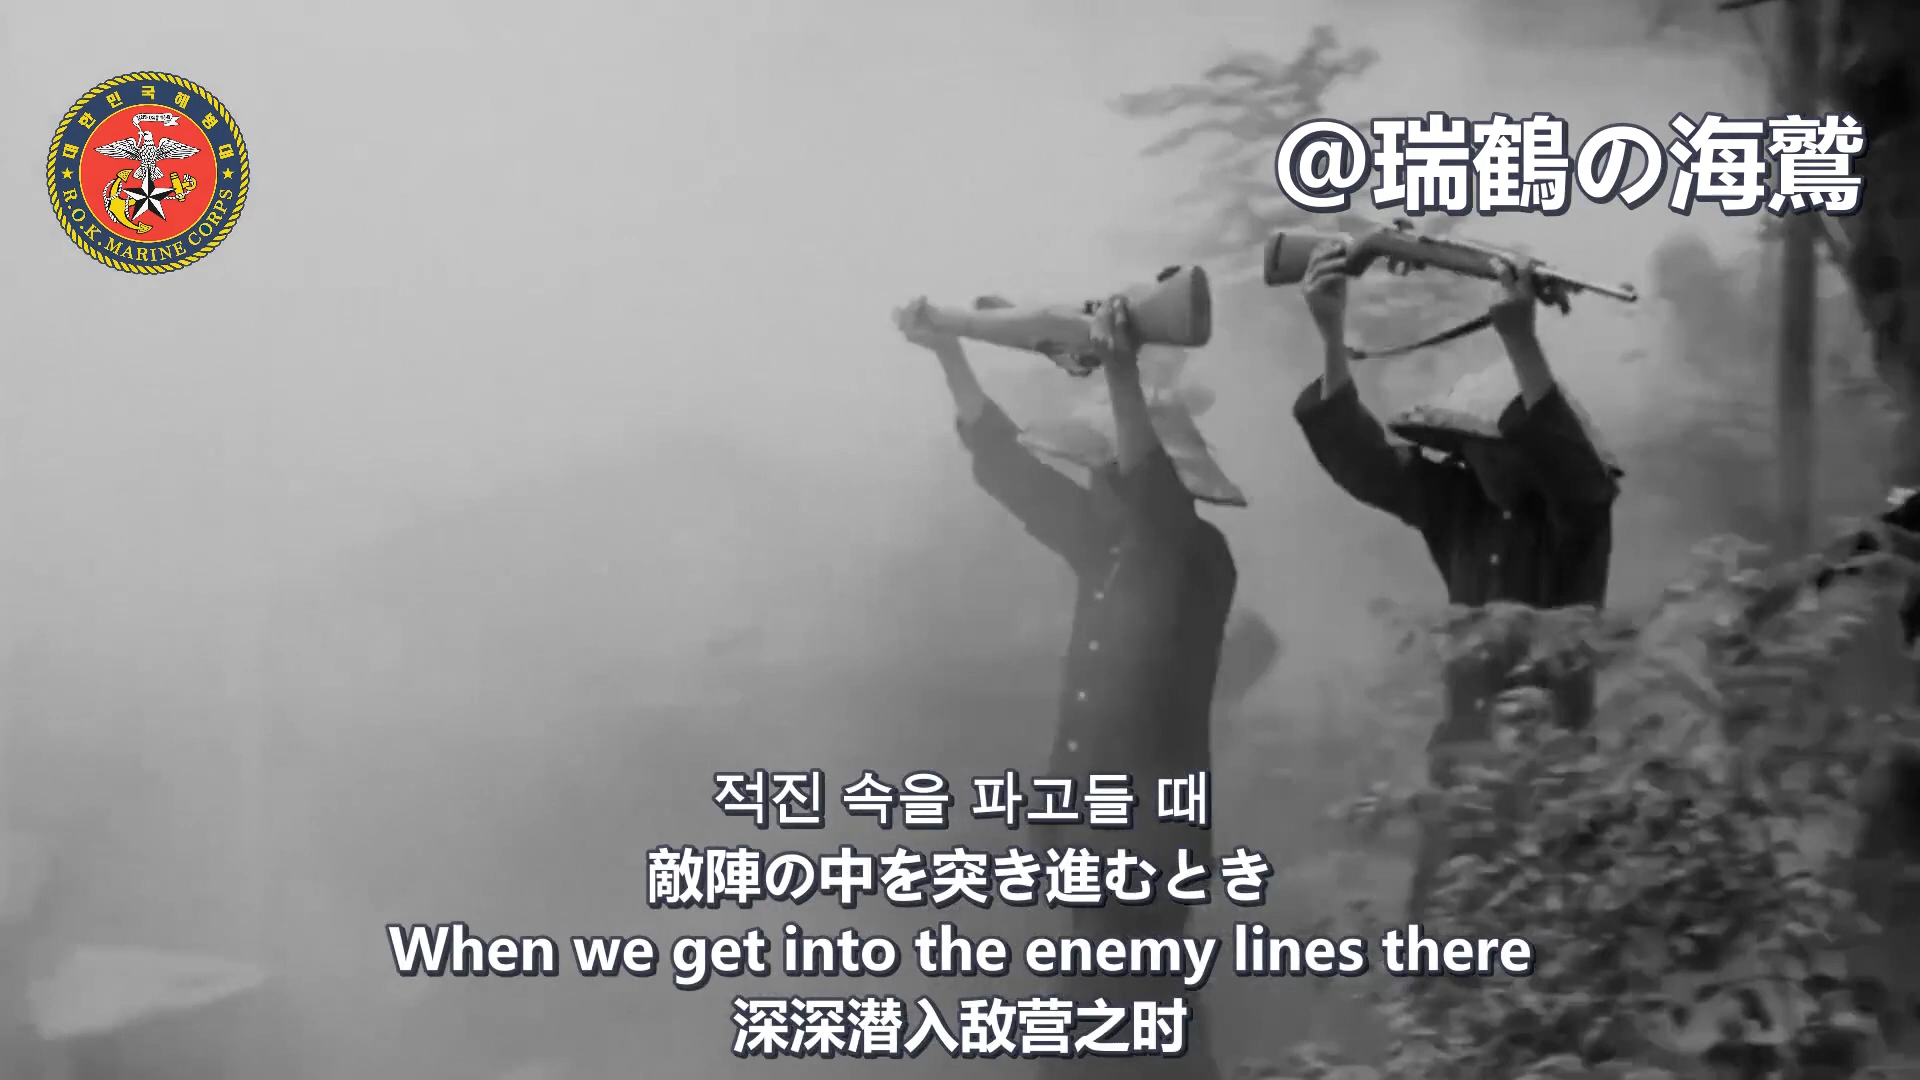 대한민국해병대
R.O.K. MARINE CORPS
@瑞鶴の海鷲
적진 속을 파고들 때
敵陣の中を突き進むとき
When we get into the enemy lines there
深深潜入敌营之时